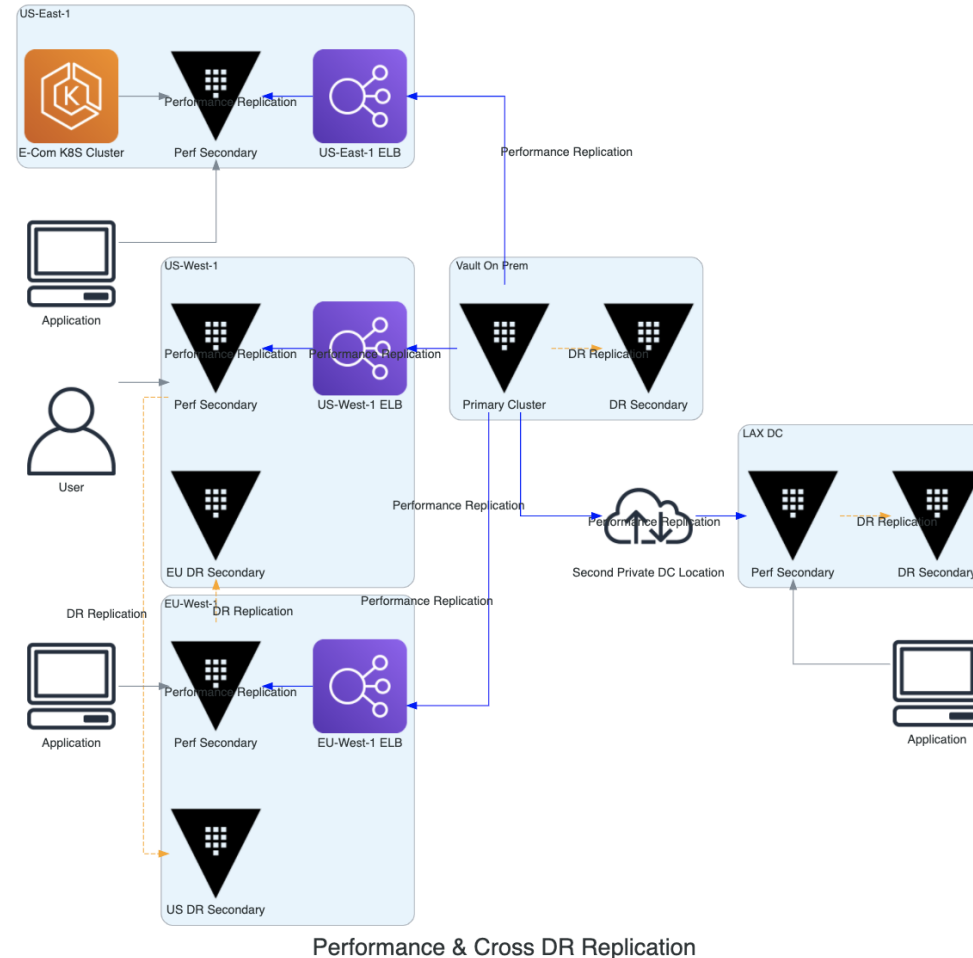 US-East-1
Performance Replication
E-Com K8S Cluster
Perf Secondary
US-East-1 ELB
Performance Replication
Application
US-West-1
Vault On Prem
Performance Replication
Performance Replication
DR Replication
Perf Secondary
US-West-1 ELB
Primary Cluster
DR Secondary
LAX DC
User
Performance Replication
Performance Replication
DR Replication
EU DR Secondary
Second Private DC Location
Perf Secondary
DR Secondary
Performance Replication
EU-West-1
DR Replication
DR Replication
Performance Replication
Application
Perf Secondary
EU-West-1 ELB
Application
US DR Secondary
Performance & Cross DR Replication